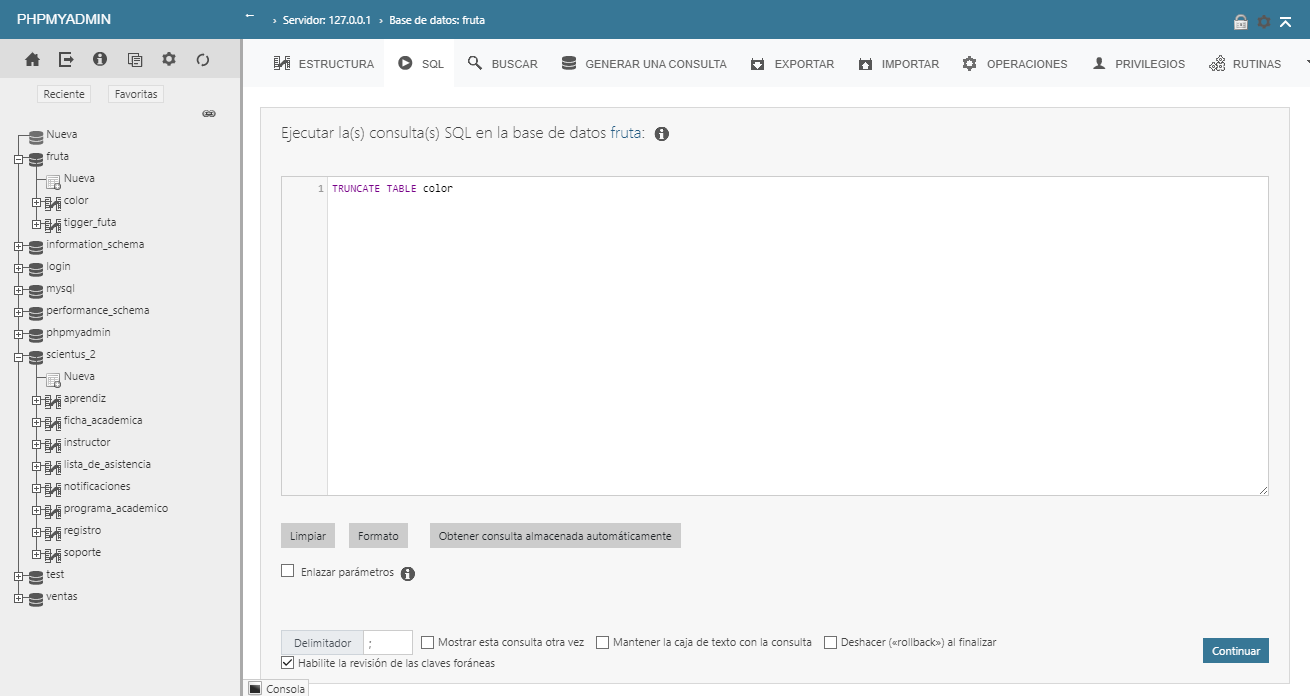 PHPMYADMIN
← › Servidor: 127.0.0.1 › Base de datos: fruta
ESTRUCTURA SQL BUSCAR GENERAR UNA CONSULTA EXPORTAR IMPORTAR OPERACIONES PRIVILEGIOS RUTINAS
Reciente Favoritas
Nueva
fruta
Nueva
color
tigger_futa
information_schema
login
mysql
performance_schema
phpmyadmin
scientus_2
Nueva
aprendiz
ficha_academica
instructor
lista_de_asistencia
notificaciones
programa_academico
registro
soporte
test
ventas
Ejecutar la(s) consulta(s) SQL en la base de datos fruta:
1 TRUNCATE TABLE color
Limpiar Formato Obtener consulta almacenada automáticamente
Enlazar parámetros
Delimitador ; Mostrar esta consulta otra vez Mantener la caja de texto con la consulta Deshacer («rollback») al finalizar
Continuar
Habilite la revisión de las claves foráneas
Consola